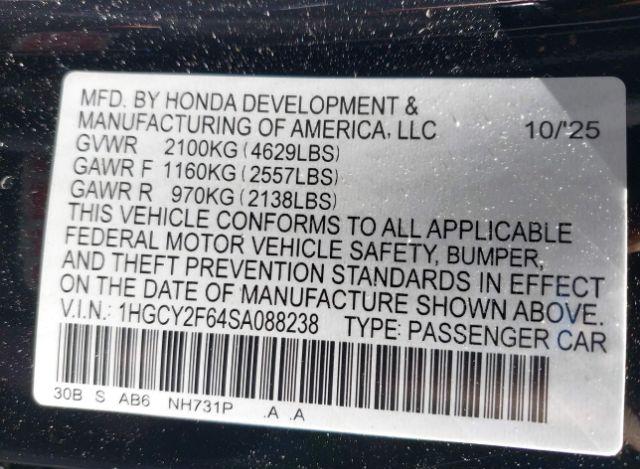 MFD. BY HONDA DEVELOPMENT &
MANUFACTURING OF AMERICA, LLC 10/'25
GVWR 2100KG (4629LBS)
GAWR F 1160KG (2557LBS)
GAWR R 970KG (2138LBS)
THIS VEHICLE CONFORMS TO ALL APPLICABLE
FEDERAL MOTOR VEHICLE SAFETY, BUMPER,
AND THEFT PREVENTION STANDARDS IN EFFECT
ON THE DATE OF MANUFACTURE SHOWN ABOVE.
V.I.N.: 1HGCY2F64SA088238 TYPE: PASSENGER CAR
30B S AB6 NH731P .A .A